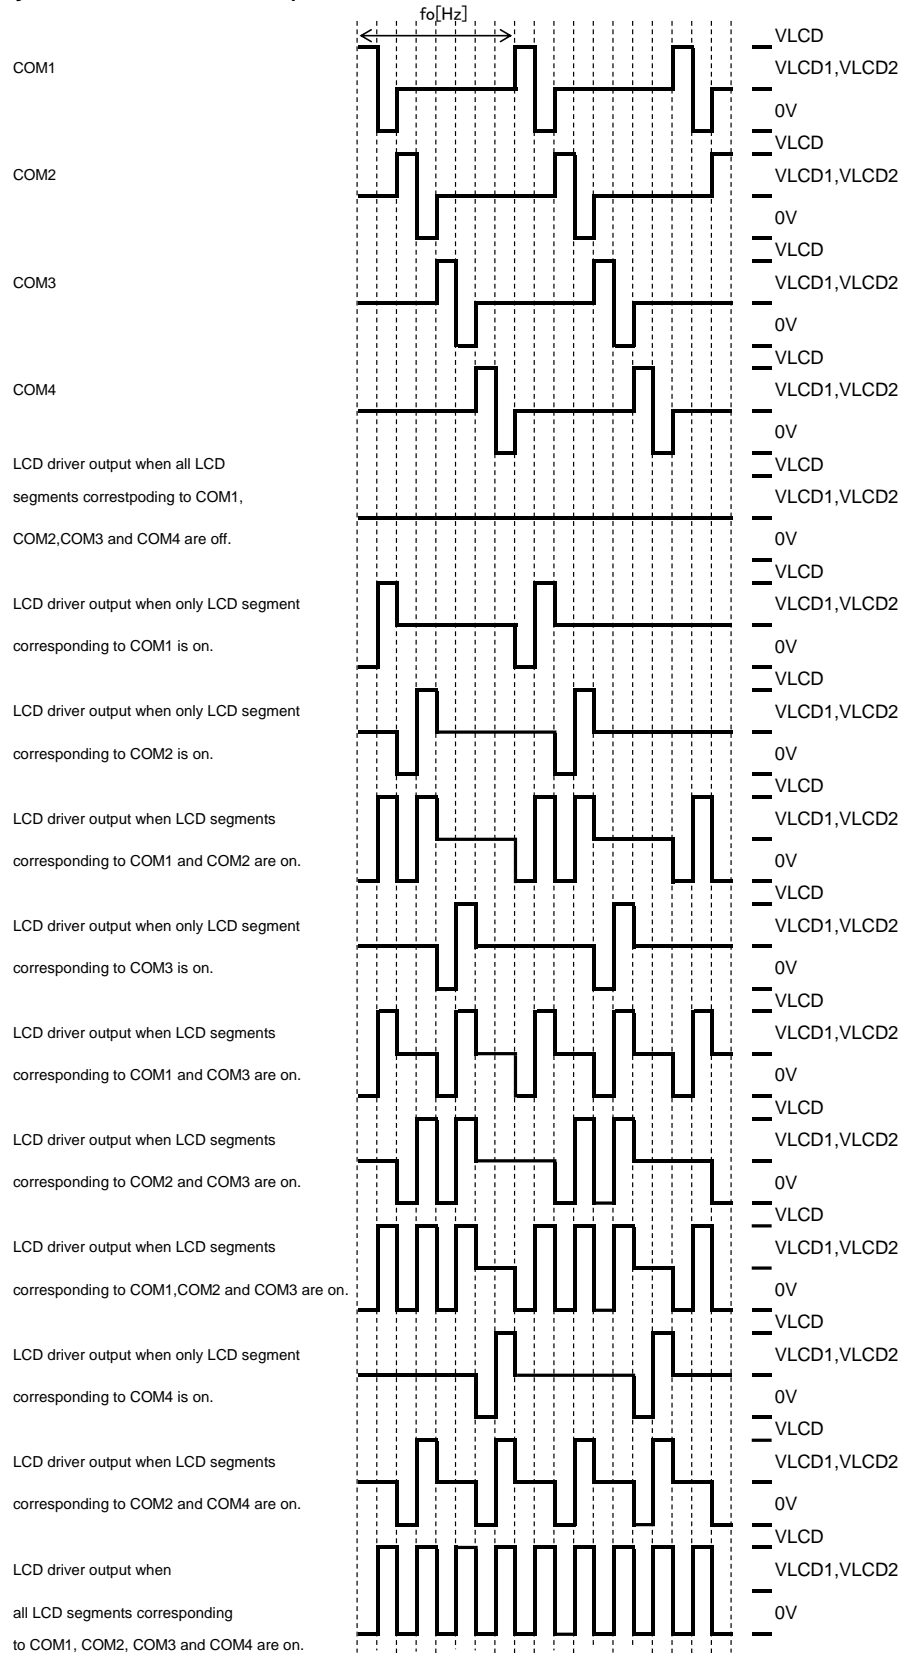 fo[Hz]
VLCD
COM1
VLCD1,VLCD2
0V
VLCD
COM2
VLCD1,VLCD2
0V
VLCD
COM3
VLCD1,VLCD2
0V
VLCD
COM4
VLCD1,VLCD2
0V
LCD driver output when all LCD
VLCD
segments correstpoding to COM1,
VLCD1,VLCD2
COM2,COM3 and COM4 are off.
0V
VLCD
LCD driver output when only LCD segment
VLCD1,VLCD2
corresponding to COM1 is on.
0V
VLCD
LCD driver output when only LCD segment
VLCD1,VLCD2
corresponding to COM2 is on.
0V
VLCD
LCD driver output when LCD segments
VLCD1,VLCD2
corresponding to COM1 and COM2 are on.
0V
VLCD
LCD driver output when only LCD segment
VLCD1,VLCD2
corresponding to COM3 is on.
0V
VLCD
LCD driver output when LCD segments
VLCD1,VLCD2
corresponding to COM1 and COM3 are on.
0V
VLCD
LCD driver output when LCD segments
VLCD1,VLCD2
corresponding to COM2 and COM3 are on.
0V
VLCD
LCD driver output when LCD segments
VLCD1,VLCD2
corresponding to COM1,COM2 and COM3 are on.
0V
VLCD
LCD driver output when only LCD segment
VLCD1,VLCD2
corresponding to COM4 is on.
0V
VLCD
LCD driver output when LCD segments
VLCD1,VLCD2
corresponding to COM2 and COM4 are on.
0V
VLCD
LCD driver output when
VLCD1,VLCD2
all LCD segments corresponding
0V
to COM1, COM2, COM3 and COM4 are on.